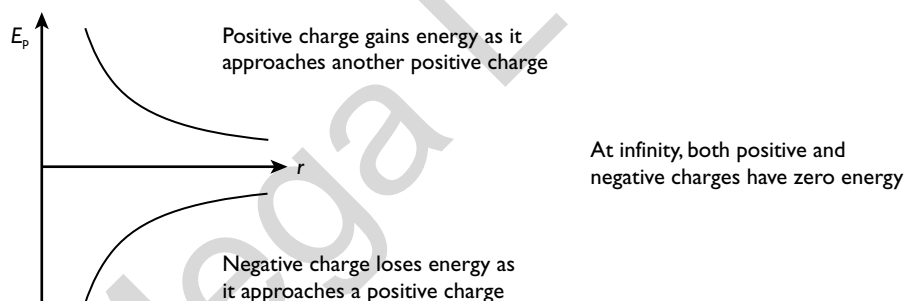 E_P
Positive charge gains energy as it
approaches another positive charge
r
At infinity, both positive and
negative charges have zero energy
Negative charge loses energy as
it approaches a positive charge